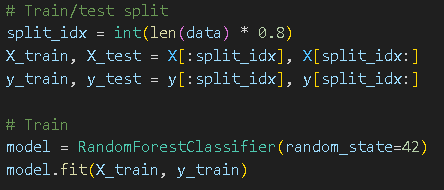 # Train/test split
split_idx = int(len(data) * 0.8)
X_train, X_test = X[:split_idx], X[split_idx:]
y_train, y_test = y[:split_idx], y[split_idx:]
# Train
model = RandomForestClassifier(random_state=42)
model.fit(X_train, y_train)